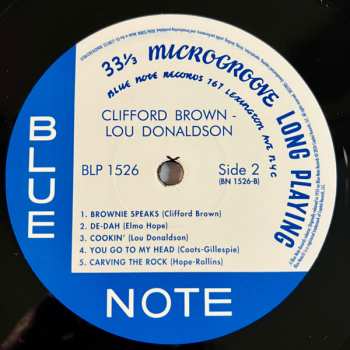 33 1/3 MICROGROOVE LONG PLAYING
BLUE NOTE RECORDS 767 LEXINGTON AVE NYC
CLIFFORD BROWN -
LOU DONALDSON
BLP 1526
Side 2
(BN 1526-B)
1. BROWNIE SPEAKS (Clifford Brown)
2. DE-DAH (Elmo Hope)
3. COOKIN' (Lou Donaldson)
4. YOU GO TO MY HEAD (Coots-Gillespie)
5. CARVING THE ROCK (Hope-Rollins)
BLUE
NOTE